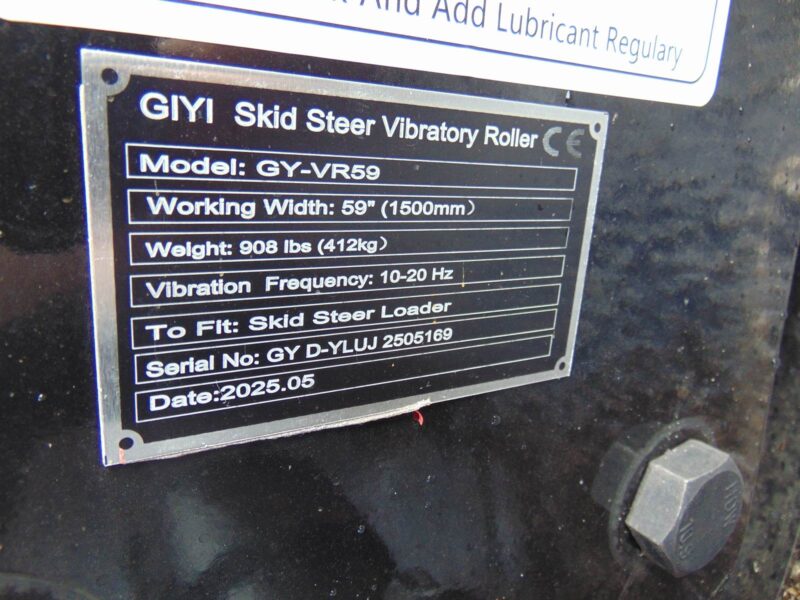 And Add Lubricant Regulary
GIYI Skid Steer Vibratory Roller CE
Model: GY-VR59
Working Width: 59" (1500mm)
Weight: 908 lbs (412kg)
Vibration Frequency: 10-20 Hz
To Fit: Skid Steer Loader
Serial No: GY D-YLUJ 2505169
Date:2025.05